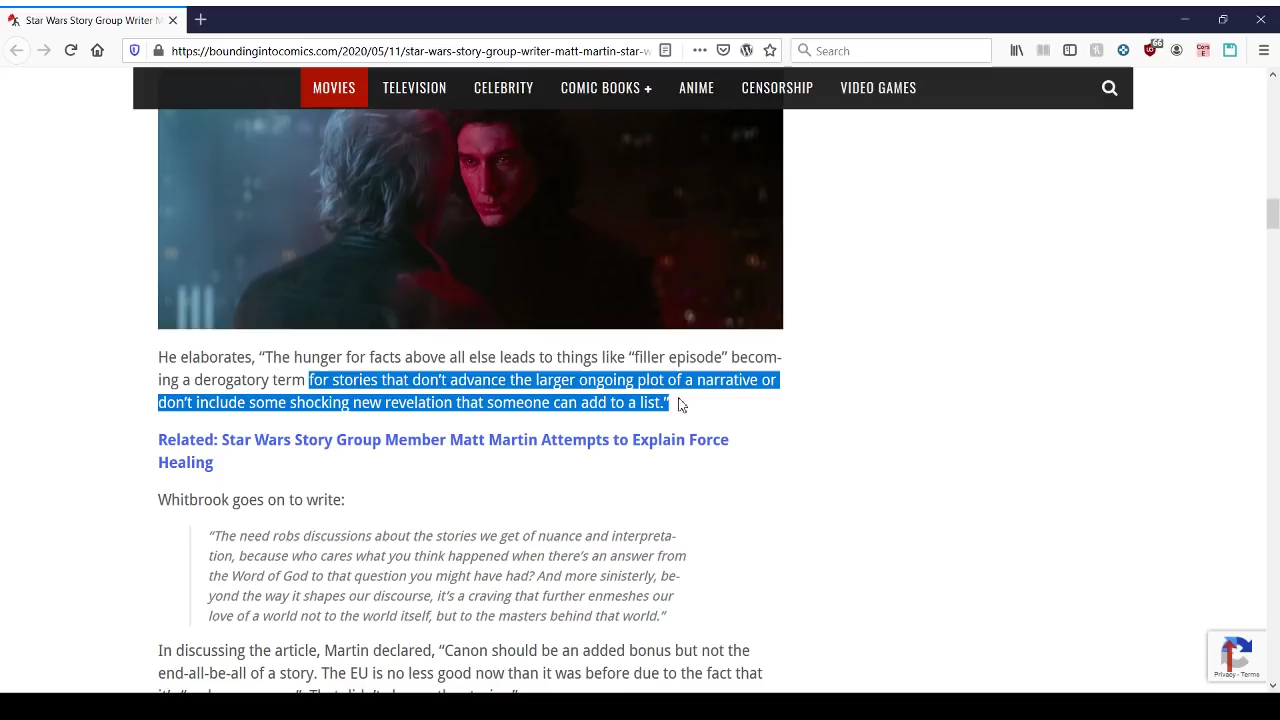 Star Wars Story Group Writer M
https://boundingintocomics.com/2020/05/11/star-wars-story-group-writer-matt-martin-star-w
Search
66
MOVIES TELEVISION CELEBRITY COMIC BOOKS + ANIME CENSORSHIP VIDEO GAMES
He elaborates, “The hunger for facts above all else leads to things like “filler episode” becom-
ing a derogatory term for stories that don’t advance the larger ongoing plot of a narrative or
don’t include some shocking new revelation that someone can add to a list.”
Related: Star Wars Story Group Member Matt Martin Attempts to Explain Force
Healing
Whitbrook goes on to write:
“The need robs discussions about the stories we get of nuance and interpreta-
tion, because who cares what you think happened when there’s an answer from
the Word of God to that question you might have had? And more sinisterly, be-
yond the way it shapes our discourse, it’s a craving that further enmeshes our
love of a world not to the world itself, but to the masters behind that world.”
In discussing the article, Martin declared, “Canon should be an added bonus but not the
end-all-be-all of a story. The EU is no less good now than it was before due to the fact that
Privacy - Terms